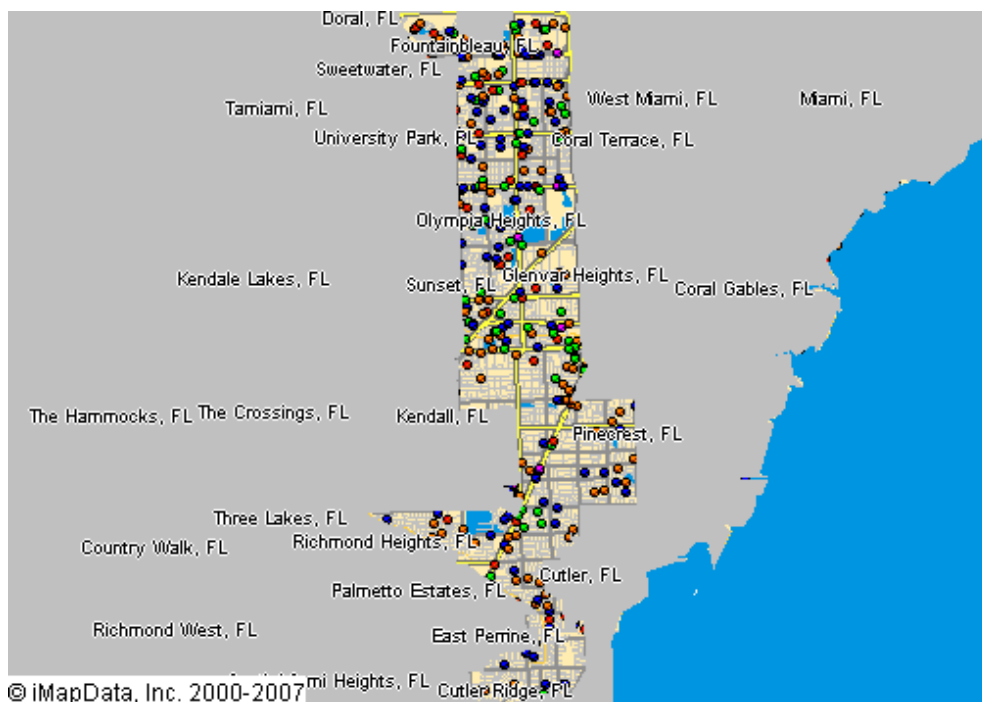 Doral, FL
Fountainbleau, FL
Sweetwater, FL
West Miami, FL
Miami, FL
Tamiami, FL
University Park, FL
Coral Terrace, FL
Olympia Heights, FL
Kendale Lakes, FL
Sunset, FL
Glenvar Heights, FL
Coral Gables, FL
The Hammocks, FL
The Crossings, FL
Kendall, FL
Pinecrest, FL
Three Lakes, FL
Country Walk, FL
Richmond Heights, FL
Palmetto Estates, FL
Cutler, FL
Richmond West, FL
East Perrine, FL
Heights, FL
Cutler Ridge, FL
© iMapData, Inc. 2000-2007